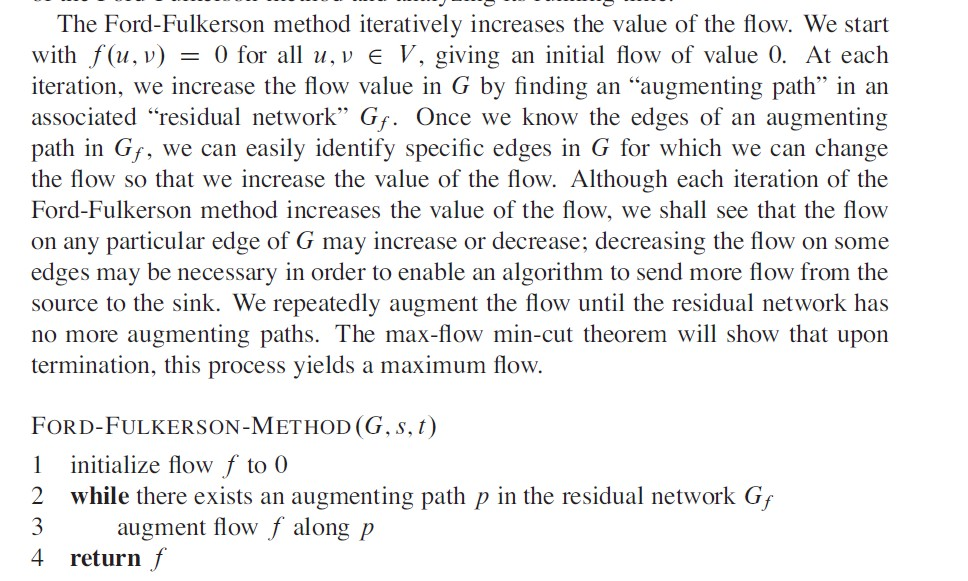 The Ford-Fulkerson method iteratively increases the value of the flow. We start
with f(u, v) = 0 for all u, v ∈ V, giving an initial flow of value 0. At each
iteration, we increase the flow value in G by finding an “augmenting path” in an
associated “residual network” G_f. Once we know the edges of an augmenting
path in G_f, we can easily identify specific edges in G for which we can change
the flow so that we increase the value of the flow. Although each iteration of the
Ford-Fulkerson method increases the value of the flow, we shall see that the flow
on any particular edge of G may increase or decrease; decreasing the flow on some
edges may be necessary in order to enable an algorithm to send more flow from the
source to the sink. We repeatedly augment the flow until the residual network has
no more augmenting paths. The max-flow min-cut theorem will show that upon
termination, this process yields a maximum flow.
FORD-FULKERSON-METHOD(G, s, t)
1 initialize flow f to 0
2 while there exists an augmenting path p in the residual network G_f
3 augment flow f along p
4 return f